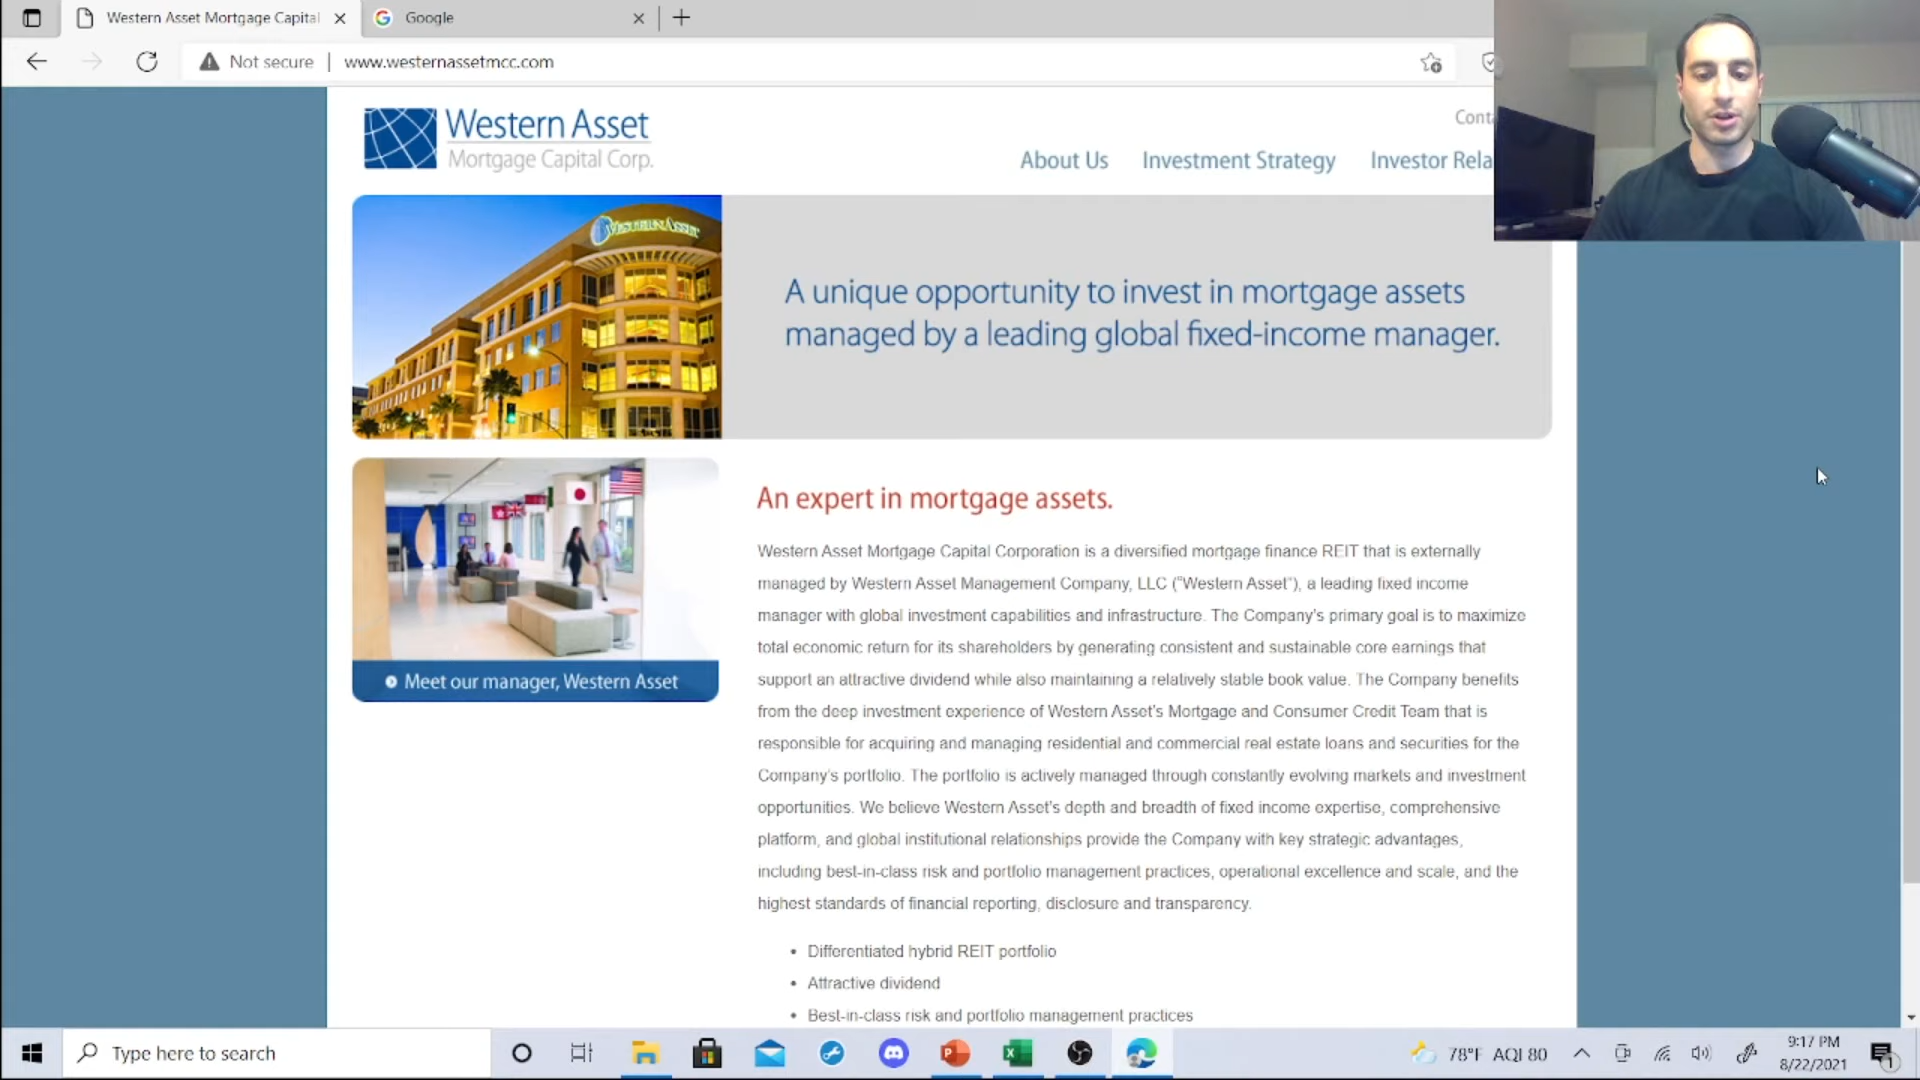 Western Asset Mortgage Capital
Google
Not secure
www.westernassetmcc.com
Western Asset
Mortgage Capital Corp.
About Us
Investment Strategy
Investor Rela
Conta
WESTERN ASSET
A unique opportunity to invest in mortgage assets
managed by a leading global fixed-income manager.
Meet our manager, Western Asset
An expert in mortgage assets.
Western Asset Mortgage Capital Corporation is a diversified mortgage finance REIT that is externally
managed by Western Asset Management Company, LLC ("Western Asset"), a leading fixed income
manager with global investment capabilities and infrastructure. The Company's primary goal is to maximize
total economic return for its shareholders by generating consistent and sustainable core earnings that
support an attractive dividend while also maintaining a relatively stable book value. The Company benefits
from the deep investment experience of Western Asset's Mortgage and Consumer Credit Team that is
responsible for acquiring and managing residential and commercial real estate loans and securities for the
Company's portfolio. The portfolio is actively managed through constantly evolving markets and investment
opportunities. We believe Western Asset's depth and breadth of fixed income expertise, comprehensive
platform, and global institutional relationships provide the Company with key strategic advantages,
including best-in-class risk and portfolio management practices, operational excellence and scale, and the
highest standards of financial reporting, disclosure and transparency.
• Differentiated hybrid REIT portfolio
• Attractive dividend
• Best-in-class risk and portfolio management practices
Type here to search
78°F AQI 80
9:17 PM
8/22/2021
1